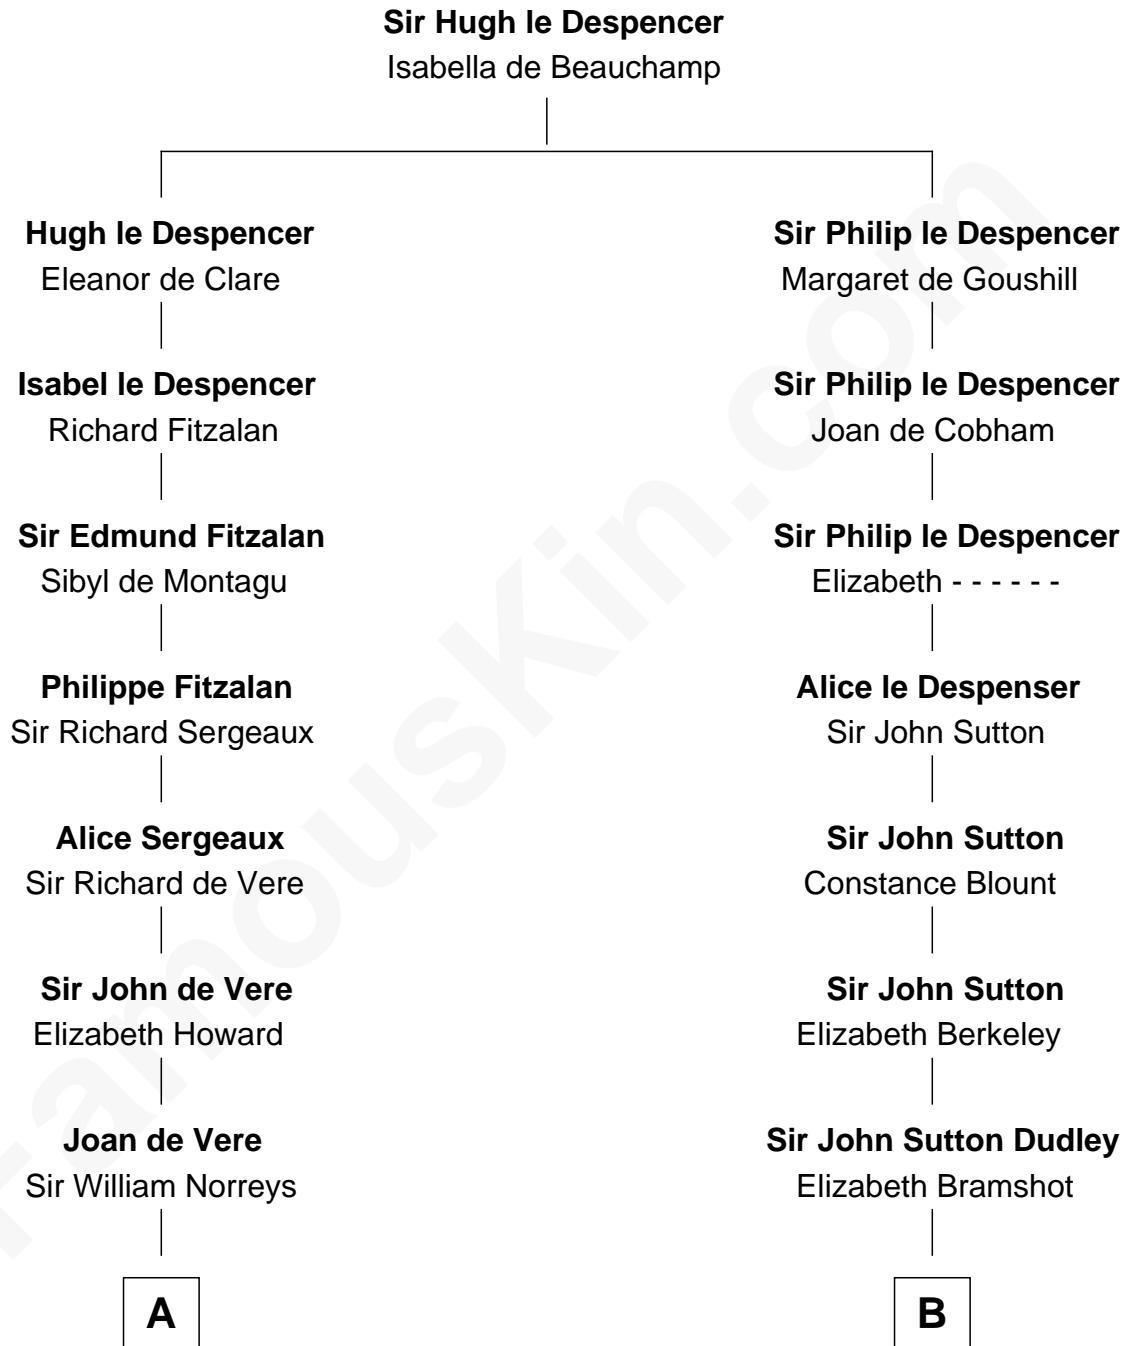 Sir Hugh le Despencer
Isabella de Beauchamp
Hugh le Despencer
Eleanor de Clare
Sir Philip le Despencer
Margaret de Goushill
Isabel le Despencer
Richard Fitzalan
Sir Philip le Despencer
Joan de Cobham
Sir Edmund Fitzalan
Sibyl de Montagu
Sir Philip le Despencer
Elizabeth - - - - - -
Philippe Fitzalan
Sir Richard Sergeaux
Alice le Despenser
Sir John Sutton
Alice Sergeaux
Sir Richard de Vere
Sir John Sutton
Constance Blount
Sir John de Vere
Elizabeth Howard
Sir John Sutton
Elizabeth Berkeley
Joan de Vere
Sir William Norreys
Sir John Sutton Dudley
Elizabeth Bramshot
A
B
FamousKin.com